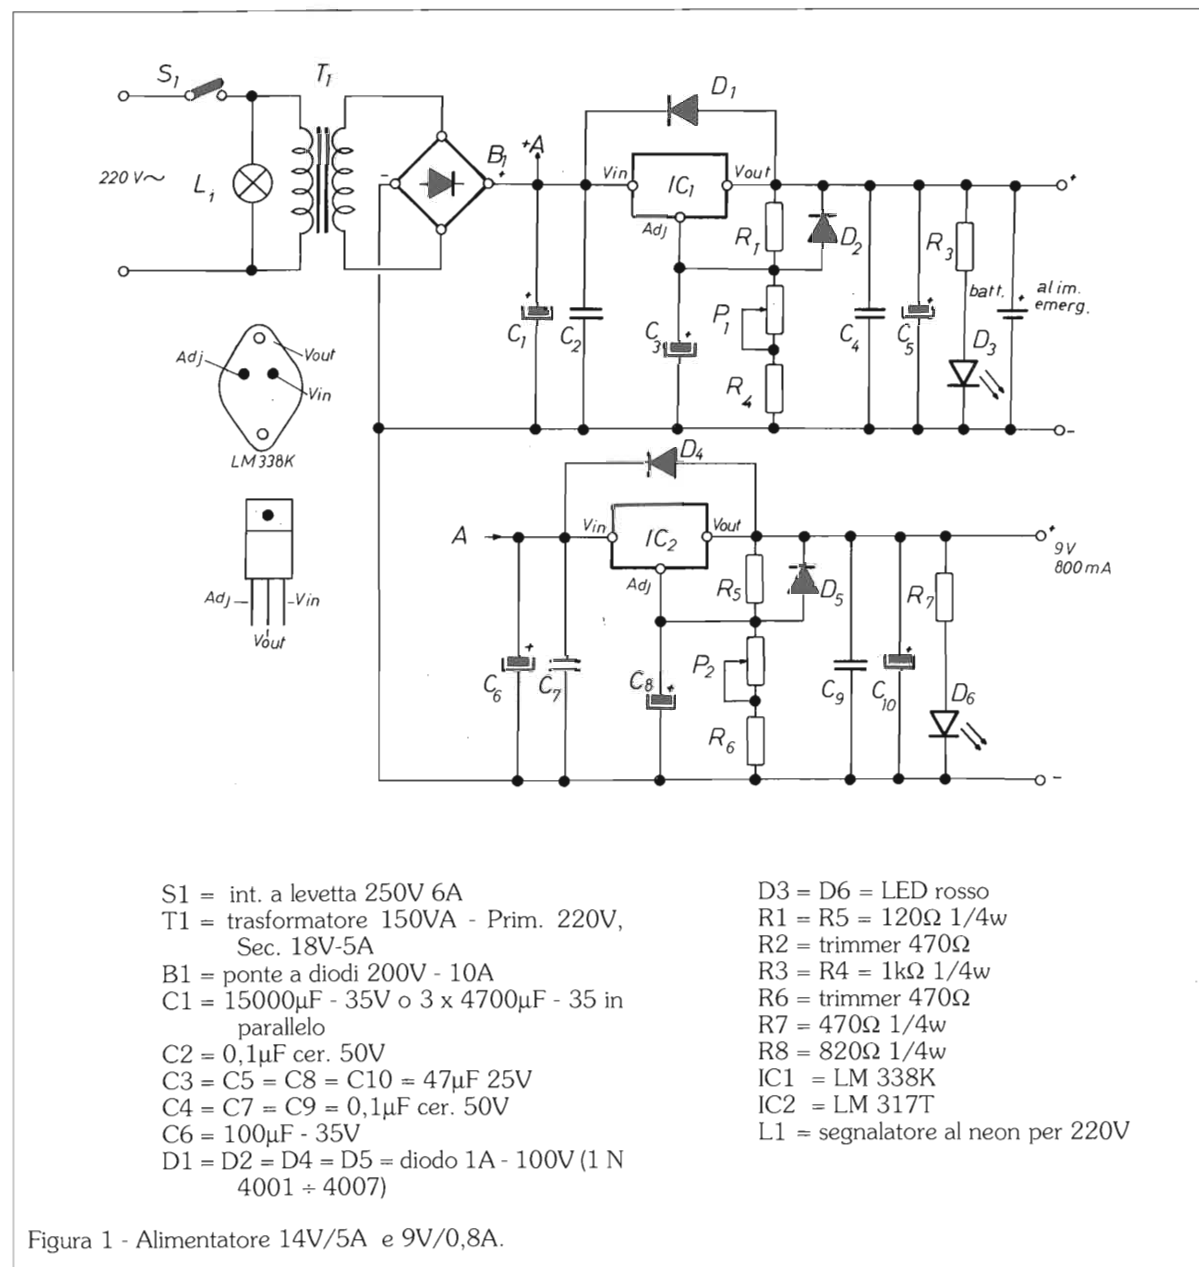 S1
T1
220 V~
L1
B1
+A
-
+
D1
Vin
IC1
Vout
Adj
+
R1
D2
R3
batt.
+
alim.
emerg.
+
C1
C2
C3
+
P1
R4
C4
+
C5
D3
-
Adj
Vout
Vin
LM338K
D4
A
Vin
IC2
Vout
Adj
+
9V
800mA
R5
D5
R7
+
C6
C7
C8
+
P2
R6
C9
+
C10
D6
-
Adj
Vin
Vout
S1 = int. a levetta 250V 6A
T1 = trasformatore 150VA - Prim. 220V,
Sec. 18V-5A
B1 = ponte a diodi 200V - 10A
C1 = 15000µF - 35V o 3 x 4700µF - 35 in
parallelo
C2 = 0,1µF cer. 50V
C3 = C5 = C8 = C10 = 47µF 25V
C4 = C7 = C9 = 0,1µF cer. 50V
C6 = 100µF - 35V
D1 = D2 = D4 = D5 = diodo 1A - 100V (1 N
4001 ÷ 4007)
D3 = D6 = LED rosso
R1 = R5 = 120Ω 1/4w
R2 = trimmer 470Ω
R3 = R4 = 1kΩ 1/4w
R6 = trimmer 470Ω
R7 = 470Ω 1/4w
R8 = 820Ω 1/4w
IC1 = LM 338K
IC2 = LM 317T
L1 = segnalatore al neon per 220V
Figura 1 - Alimentatore 14V/5A e 9V/0,8A.